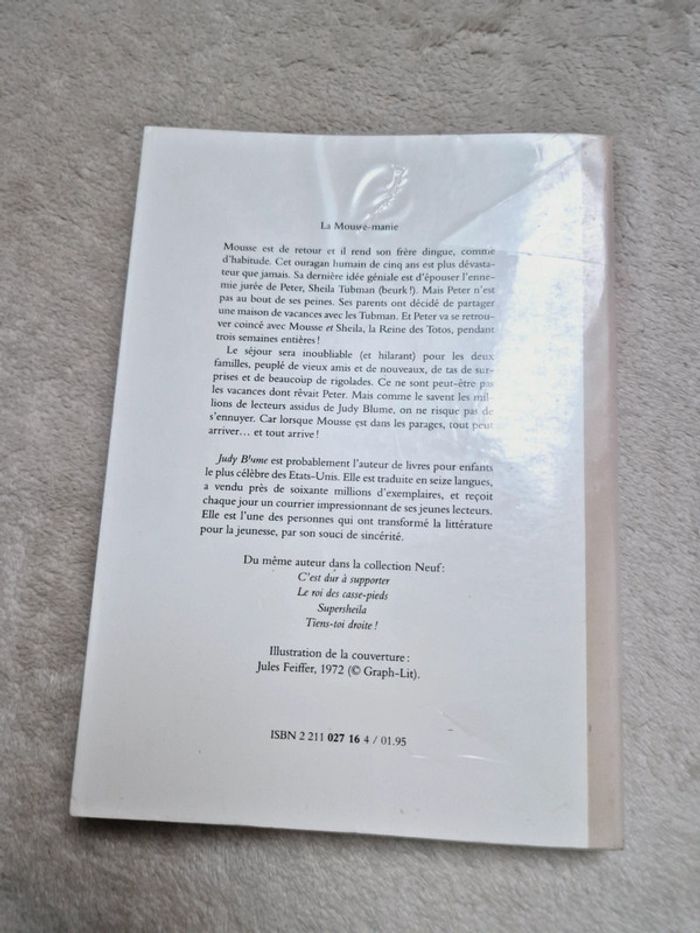 La Mousse-manie
Mousse est de retour et il rend son frère dingue, comme
d'habitude. Cet ouragan humain de cinq ans est plus dévasta-
teur que jamais. Sa dernière idée géniale est d'épouser l'enne-
mie jurée de Peter, Sheila Tubman (beurk !). Mais Peter n'est
pas au bout de ses peines. Ses parents ont décidé de partager
une maison de vacances avec les Tubman. Et Peter va se retrou-
ver coincé avec Mousse et Sheila, la Reine des Totos, pendant
trois semaines entières !
Le séjour sera inoubliable (et hilarant) pour les deux
familles, peuplé de vieux amis et de nouveaux, de tas de sur-
prises et de beaucoup de rigolades. Ce ne sont peut-être pas
les vacances dont rêvait Peter. Mais comme le savent les mil-
lions de lecteurs assidus de Judy Blume, on ne risque pas de
s'ennuyer. Car lorsque Mousse est dans les parages, tout peut
arriver... et tout arrive !
Judy Blume est probablement l'auteur de livres pour enfants
le plus célèbre des Etats-Unis. Elle est traduite en seize langues,
a vendu près de soixante millions d'exemplaires, et reçoit
chaque jour un courrier impressionnant de ses jeunes lecteurs.
Elle est l'une des personnes qui ont transformé la littérature
pour la jeunesse, par son souci de sincérité.
Du même auteur dans la collection Neuf :
C'est dur à supporter
Le roi des casse-pieds
Supersheila
Tiens-toi droite !
Illustration de la couverture :
Jules Feiffer, 1972 (© Graph-Lit).
ISBN 2 211 027 16 4 / 01.95